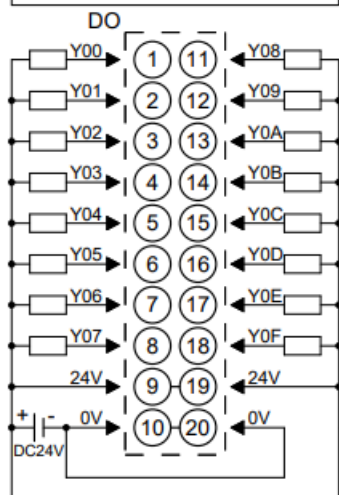 DO
Y00 1 11 Y08
Y01 2 12 Y09
Y02 3 13 Y0A
Y03 4 14 Y0B
Y04 5 15 Y0C
Y05 6 16 Y0D
Y06 7 17 Y0E
Y07 8 18 Y0F
24V 9 19 24V
+ - 0V 10 20 0V
DC24V